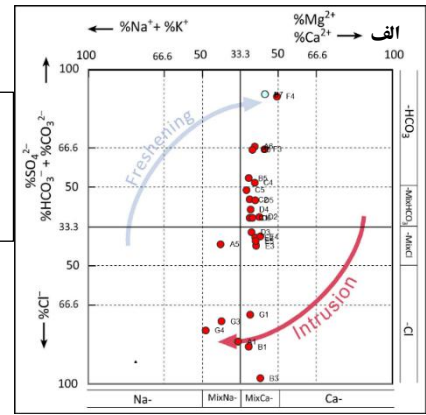 %Na⁺ + %K⁺
%Mg²⁺
%Ca²⁺
الف
100 66.6 50 33.3 50 66.6 100
%SO₄²⁻
%HCO₃⁻ + %CO₃²⁻
%Cl⁻
100
66.6
50
33.3
50
66.6
100
Freshening
Intrusion
F4
B5
C4
C5
D4
D2
D3
E3
A5
G1
G3
G4
A1
B1
B3
-HCO₃
-MixHCO₃
-MixCl
-Cl
Na- MixNa- MixCa- Ca-